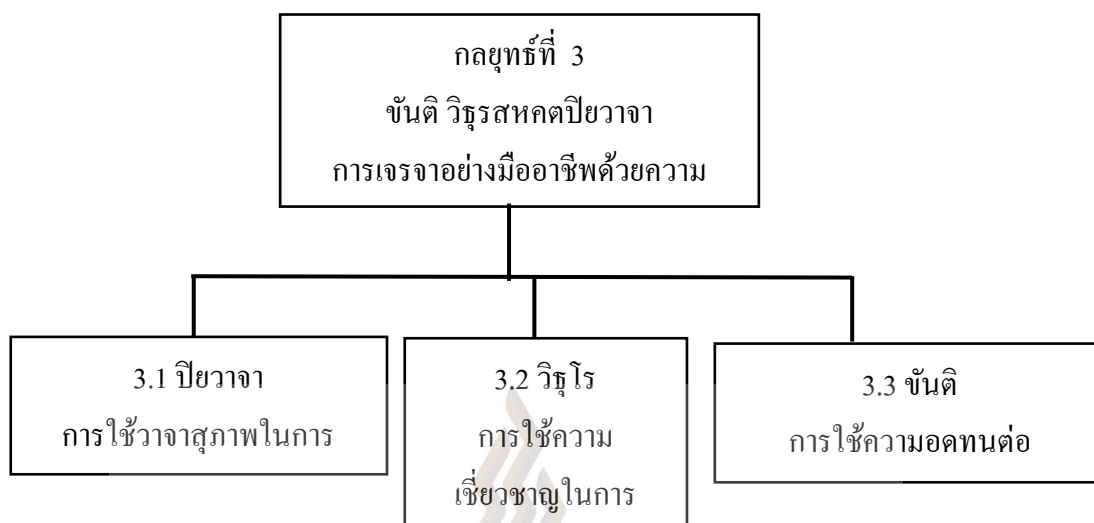 กลยุทธ์ที่ 3
ขันติ วิธุรสหคตปิยวาจา
การเจรจาอย่างมืออาชีพด้วยความ
3.1 ปิยวาจา
การใช้วาจาสุภาพในการ
3.2 วิธุโร
การใช้ความ
เชี่ยวชาญในการ
3.3 ขันติ
การใช้ความอดทนต่อ